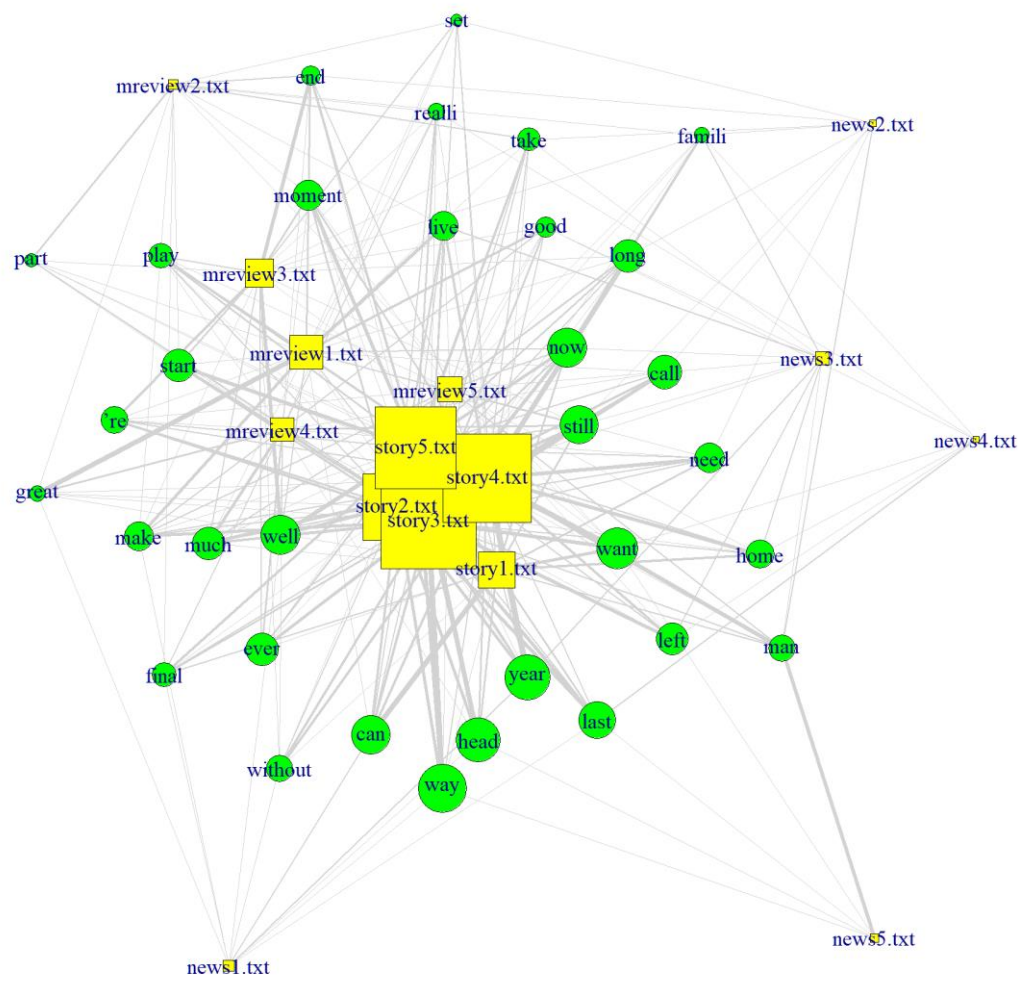 set
end
mreview2.txt
realli
news2.txt
take
famili
moment
live
good
long
part
play
mreview3.txt
now
mreview1.txt
news3.txt
start
call
mreview5.txt
're
still
mreview4.txt
news4.txt
story5.txt
need
story4.txt
great
story2.txt
story3.txt
make
much
well
want
home
story1.txt
left
ever
man
final
year
last
can
head
without
way
news5.txt
news1.txt